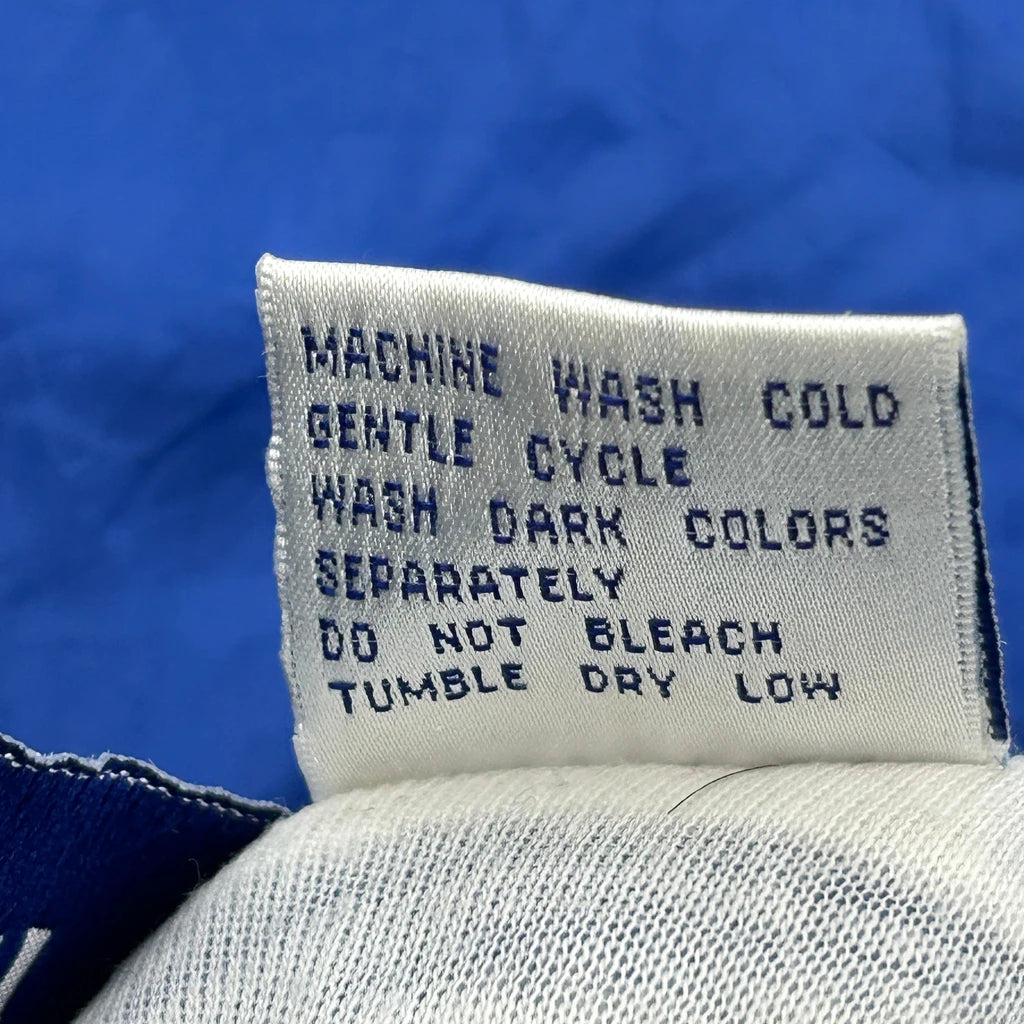 MACHINE WASH COLD
GENTLE CYCLE
WASH DARK COLORS
SEPARATELY
DO NOT BLEACH
TUMBLE DRY LOW